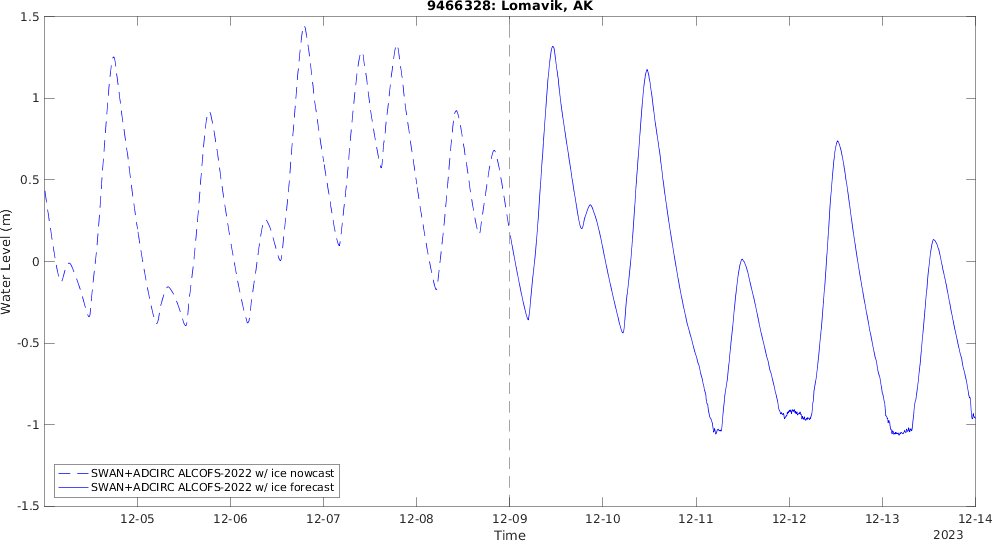 9466328: Lomavik, AK
1.5
1
0.5
0
-0.5
-1
-1.5
Water Level (m)
SWAN+ADCIRC ALCOFS-2022 w/ ice nowcast
SWAN+ADCIRC ALCOFS-2022 w/ ice forecast
12-05 12-06 12-07 12-08 12-09 12-10 12-11 12-12 12-13 12-14
Time
2023